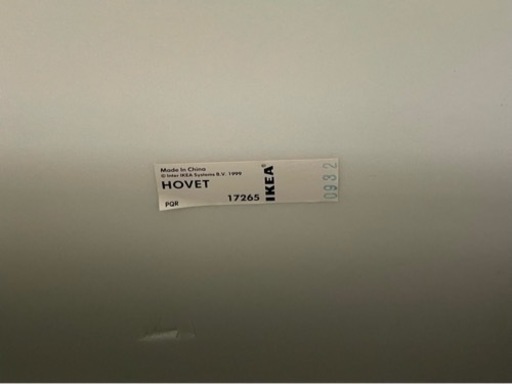 Made in China
© Inter IKEA Systems B.V. 1999
HOVET
PQR 17265
IKEA®
0932